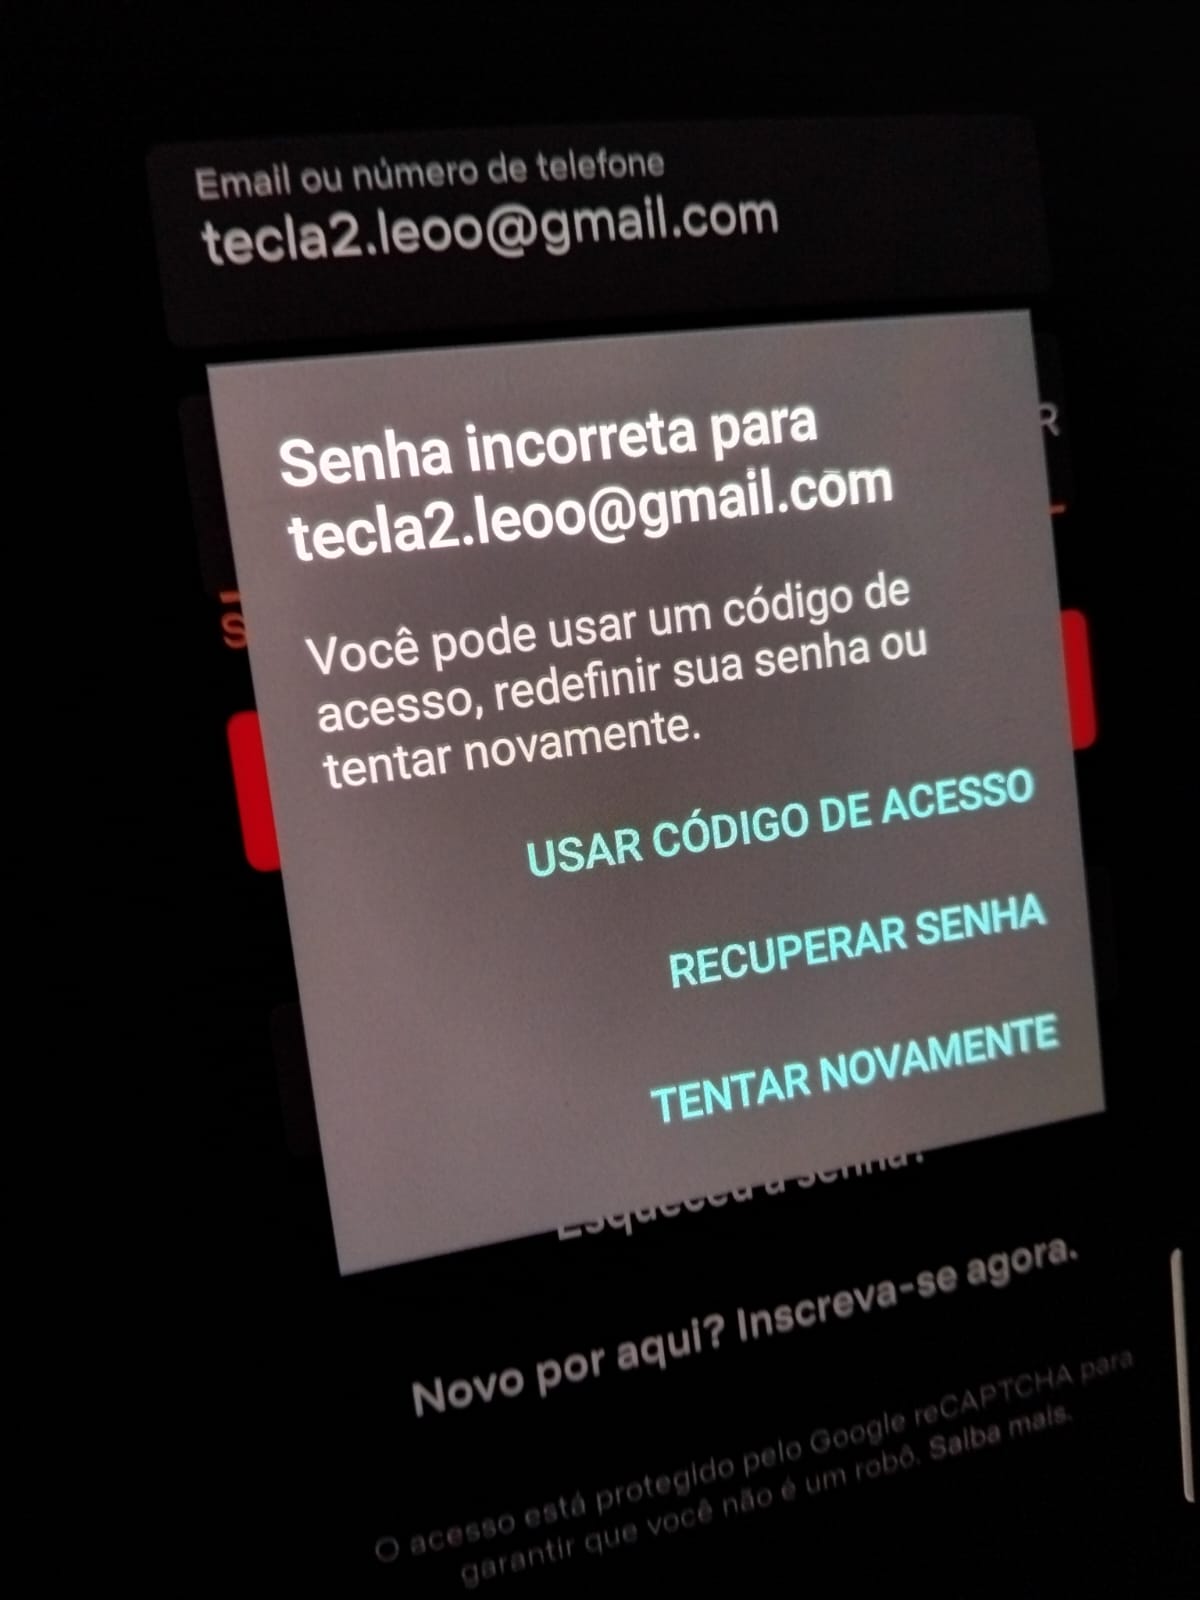 Email ou número de telefone
tecla2.leoo@gmail.com
R
Senha incorreta para
tecla2.leoo@gmail.com
S
Você pode usar um código de
acesso, redefinir sua senha ou
tentar novamente.
USAR CÓDIGO DE ACESSO
RECUPERAR SENHA
TENTAR NOVAMENTE
Esqueceu a senha?
Novo por aqui? Inscreva-se agora.
O acesso está protegido pelo Google reCAPTCHA para
garantir que você não é um robô. Saiba mais.